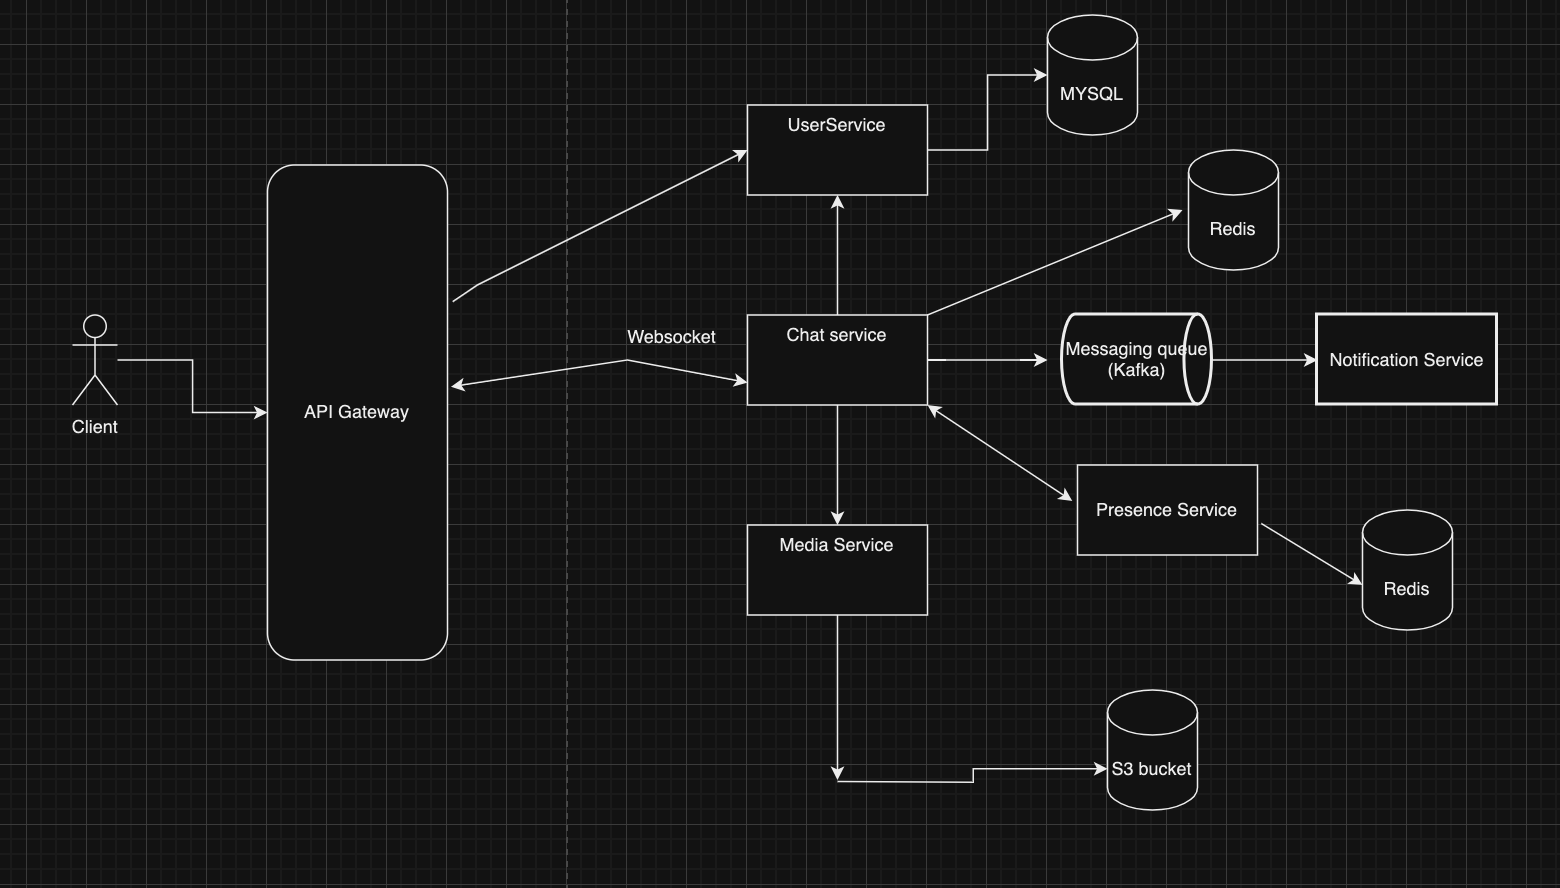 MYSQL
UserService
Redis
Websocket
Chat service
Messaging queue
(Kafka)
Notification Service
API Gateway
Client
Presence Service
Media Service
Redis
S3 bucket